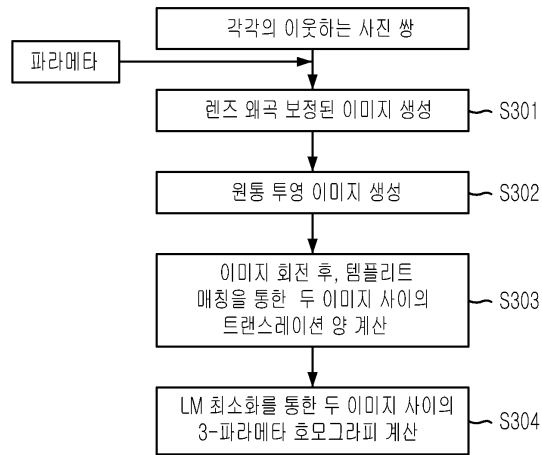 각각의 이웃하는 사진 쌍
파라메타
렌즈 왜곡 보정된 이미지 생성
S301
원통 투영 이미지 생성
S302
이미지 회전 후, 템플리트
매칭을 통한 두 이미지 사이의
트랜스레이션 양 계산
S303
LM 최소화를 통한 두 이미지 사이의
3-파라메타 호모그라피 계산
S304